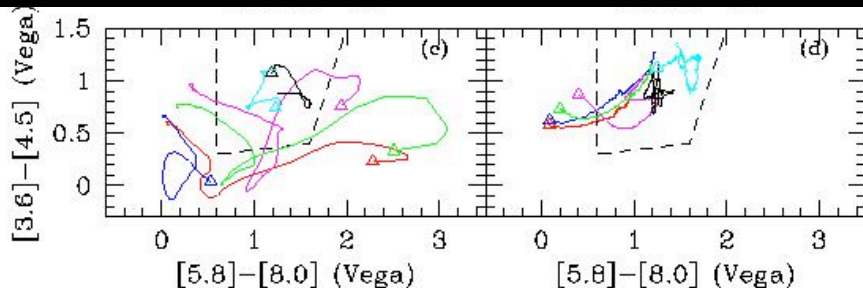 1.5
1
0.5
0
[3.6]-[4.5] (Vega)
(c)
(d)
0 1 2 3
0 1 2 3
[5.8]-[8.0] (Vega)
[5.8]-[8.0] (Vega)